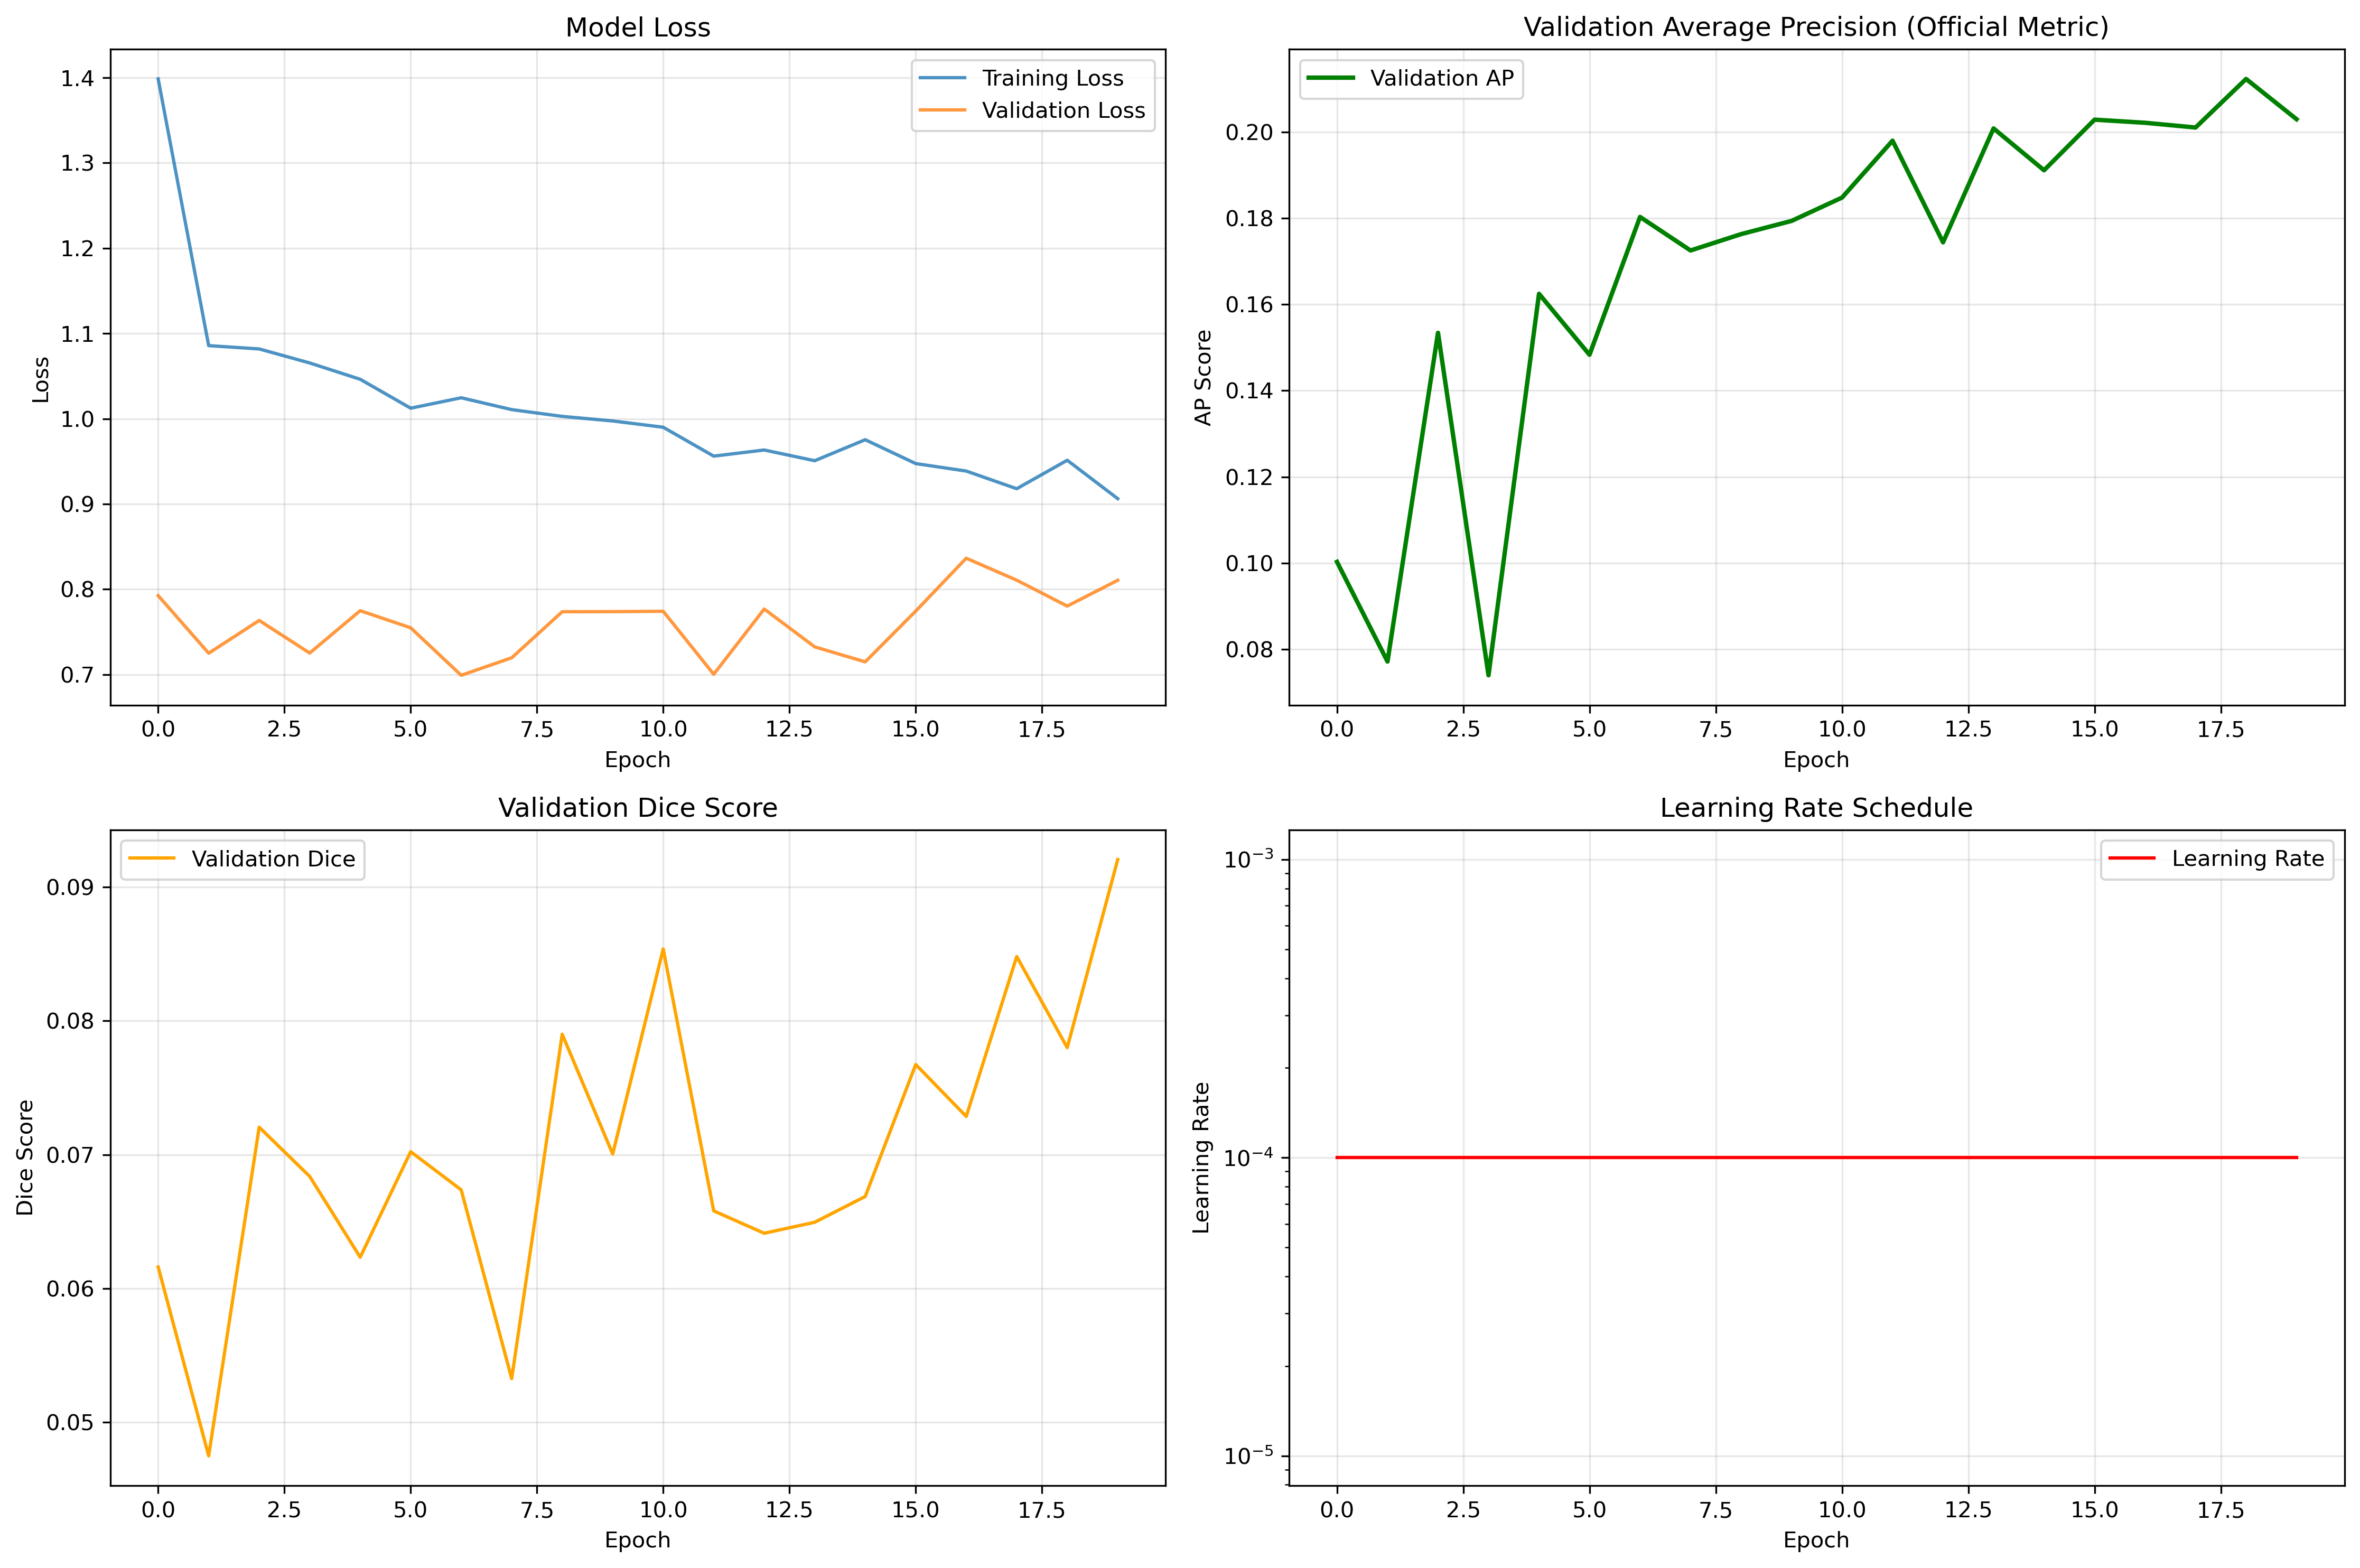 Model Loss
Training Loss
Validation Loss
1.4
1.3
1.2
1.1
1.0
0.9
0.8
0.7
Loss
0.0 2.5 5.0 7.5 10.0 12.5 15.0 17.5
Epoch
Validation Average Precision (Official Metric)
Validation AP
0.20
0.18
0.16
0.14
0.12
0.10
0.08
AP Score
0.0 2.5 5.0 7.5 10.0 12.5 15.0 17.5
Epoch
Validation Dice Score
Validation Dice
0.09
0.08
0.07
0.06
0.05
Dice Score
0.0 2.5 5.0 7.5 10.0 12.5 15.0 17.5
Epoch
Learning Rate Schedule
Learning Rate
10⁻³
10⁻⁴
10⁻⁵
Learning Rate
0.0 2.5 5.0 7.5 10.0 12.5 15.0 17.5
Epoch